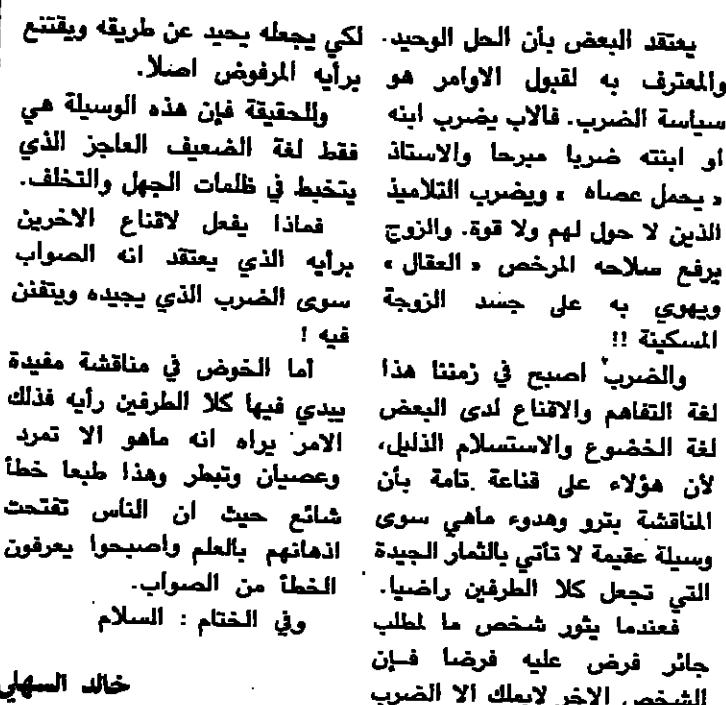 يعتقد البعض بأن الحل الوحيد.
والمعترف به لقبول الاوامر هو
سياسة الضرب. فالاب يضرب ابنه
أو ابنته ضربا مبرحا والاستاذ
« يحمل عصاه » ويضرب التلاميذ
الذين لا حول لهم ولا قوة. والزوج
يرفع سلاحه المرخص « العقال »
ويهوي به على جسد الزوجة
المسكينة !!
والضرب اصبح في زمننا هذا
لغة التفاهم والاقناع لدى البعض
لغة الخضوع والاستسلام الذليل،
لأن هؤلاء على قناعة تامة بأن
المناقشة بترو وهدوء ماهي سوى
وسيلة عقيمة لا تأتي بالثمار الجيدة
التي تجعل كلا الطرفين راضيا.
فعندما يثور شخص ما لمطلب
جائر فرض عليه فرضا فإن
الشخص الاخر لايملك الا الضرب
لكي يجعله يحيد عن طريقه ويقتنع
برأيه المرفوض اصلا.
وللحقيقة فإن هذه الوسيلة هي
فقط لغة الضعيف العاجز الذي
يتخبط في ظلمات الجهل والتخلف.
فماذا يفعل لاقناع الاخرين
برأيه الذي يعتقد انه الصواب
سوى الضرب الذي يجيده ويتفنن
فيه !
أما الخوض في مناقشة مفيدة
يبدي فيها كلا الطرفين رأيه فذلك
الامر يراه انه ماهو الا تمرد
وعصيان وتبطر وهذا طبعا خطأ
شائع حيث ان الناس تفتحت
اذهانهم بالعلم واصبحوا يعرفون
الخطأ من الصواب.
وفي الختام : السلام
خالد السهلي